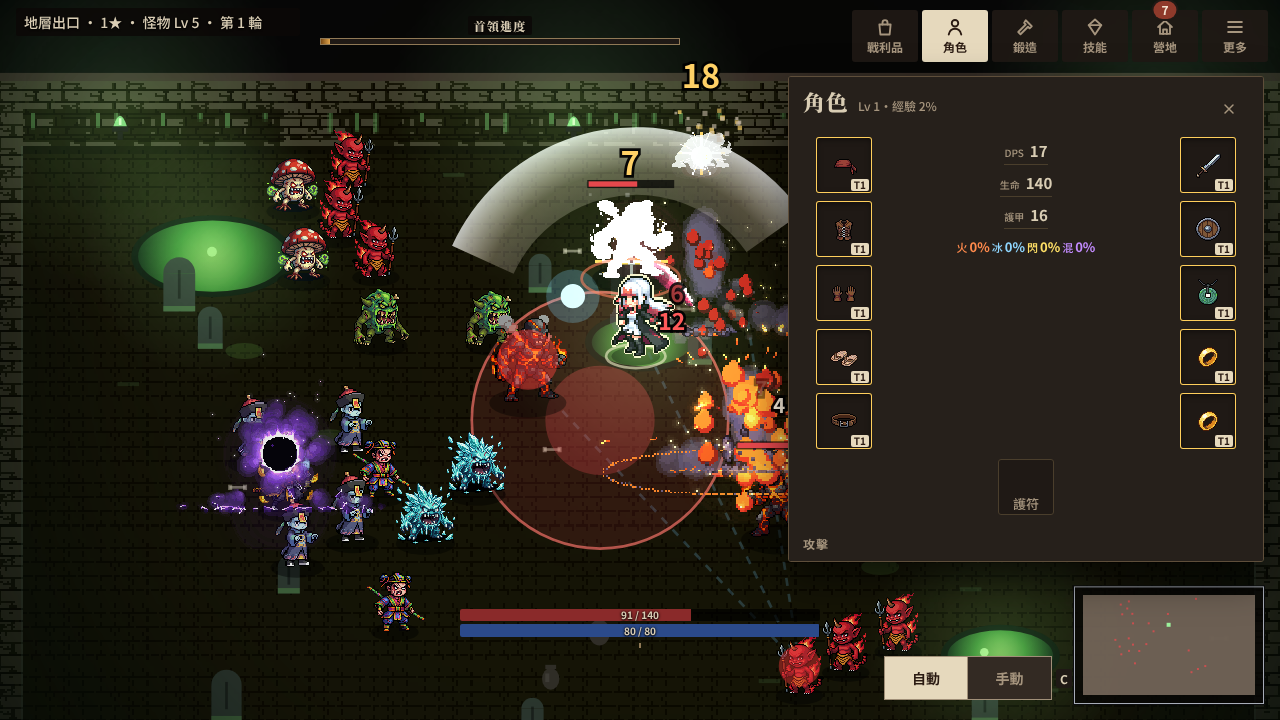 地層出口 • 1★ • 怪物 Lv 5 • 第 1 輪
首領進度
戰利品
角色
鍛造
技能
7
營地
更多
18
7
6
12
7
4
角色
Lv 1 • 經驗 2%
×
T1
T1
T1
T1
T1
DPS 17
生命 140
護甲 16
火0% 冰0% 閃0% 混0%
T1
T1
T1
T1
T1
護符
攻擊
91 / 140
80 / 80
自動
手動
C